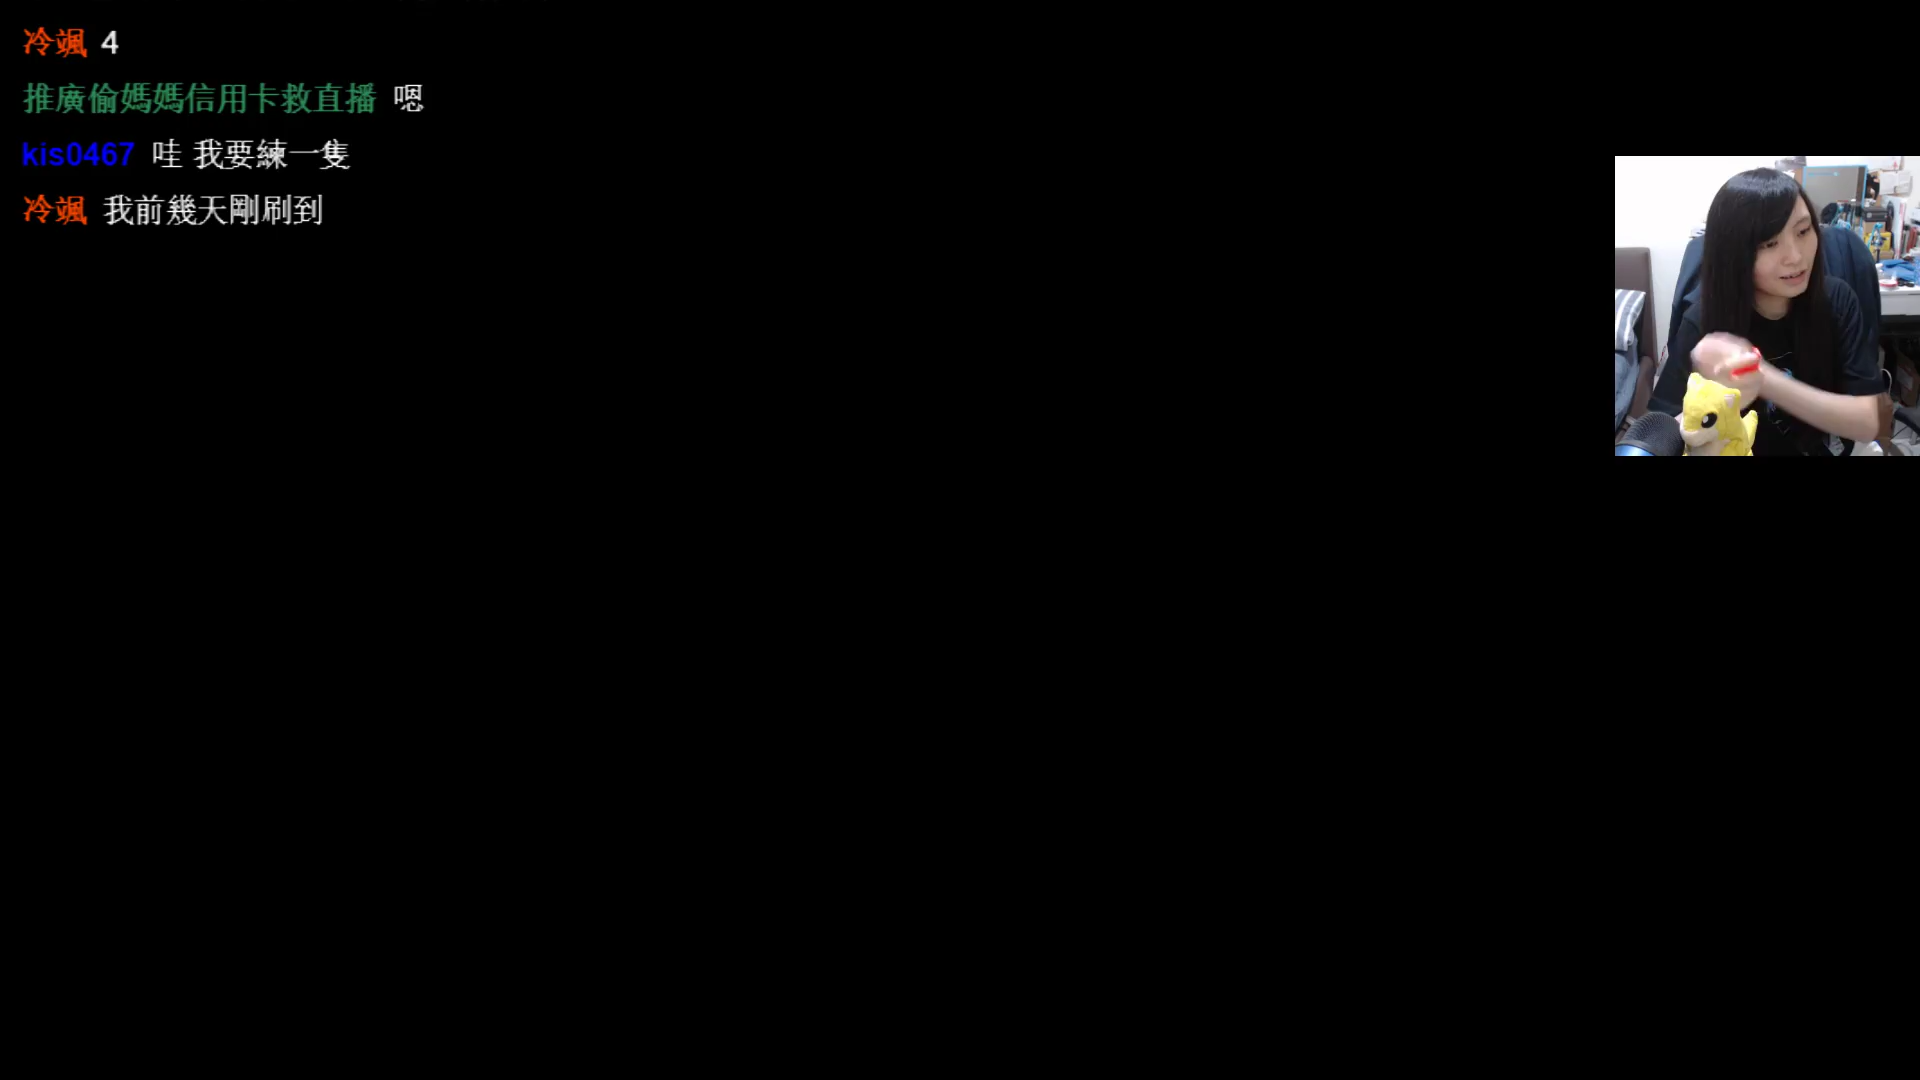 冷颯 4
推廣偷媽媽信用卡救直播 嗯
kis0467 哇 我要練一隻
冷颯 我前幾天剛刷到